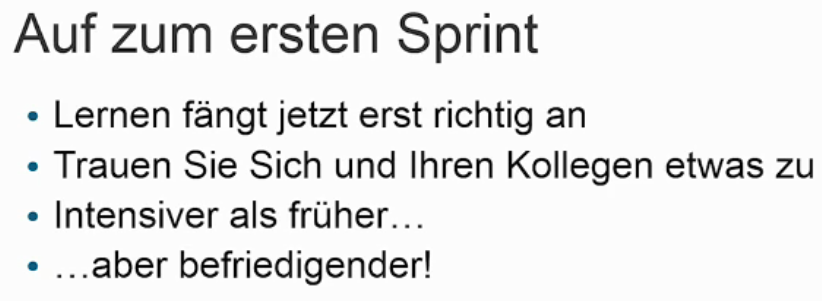 Auf zum ersten Sprint
• Lernen fängt jetzt erst richtig an
• Trauen Sie Sich und Ihren Kollegen etwas zu
• Intensiver als früher…
• …aber befriedigender!